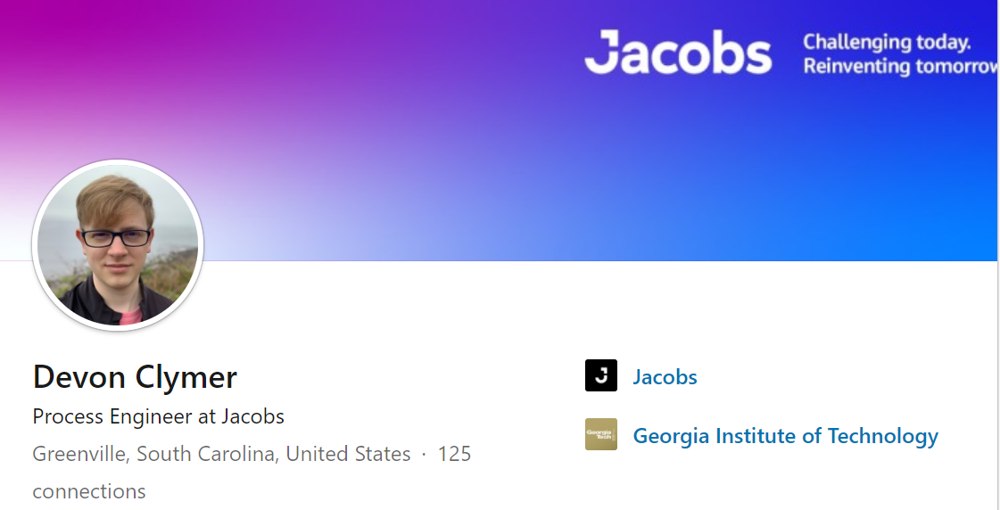 Jacobs
Challenging today.
Reinventing tomorrow
Devon Clymer
Process Engineer at Jacobs
Greenville, South Carolina, United States · 125
connections
J
Jacobs
Georgia
Tech
Georgia Institute of Technology